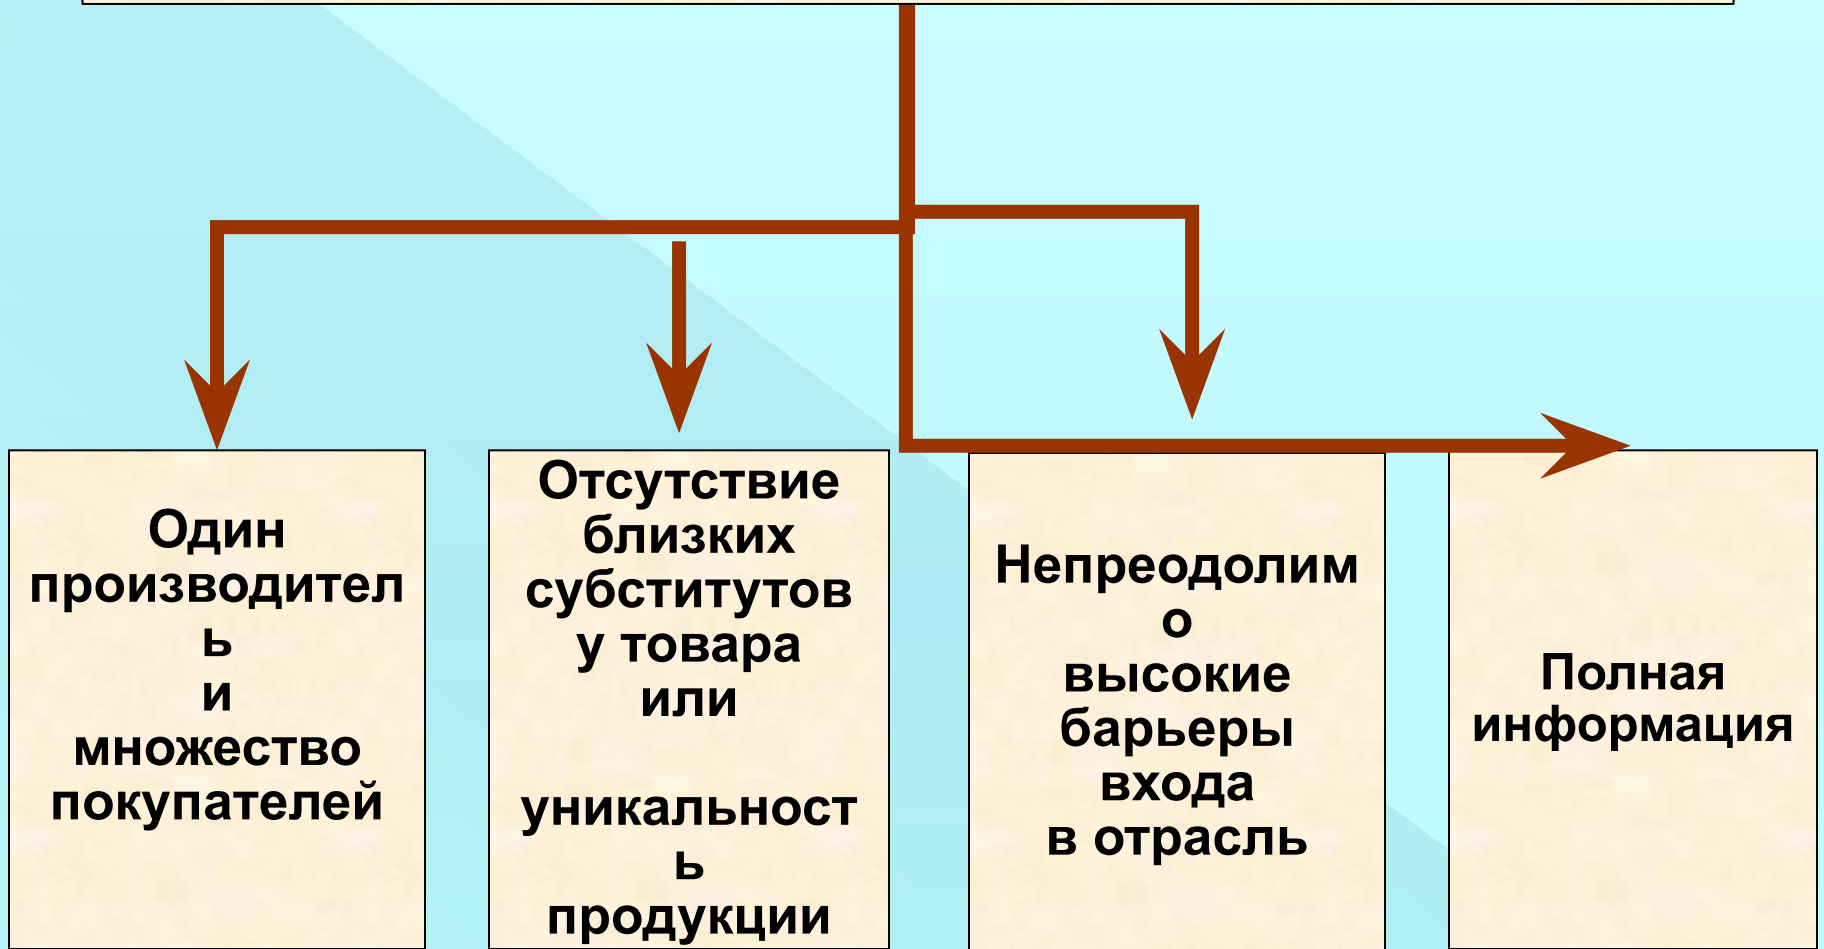 Один
производител
ь
и
множество
покупателей
Отсутствие
близких
субститутов
у товара
или
уникальност
ь
продукции
Непреодолим
о
высокие
барьеры
входа
в отрасль
Полная
информация